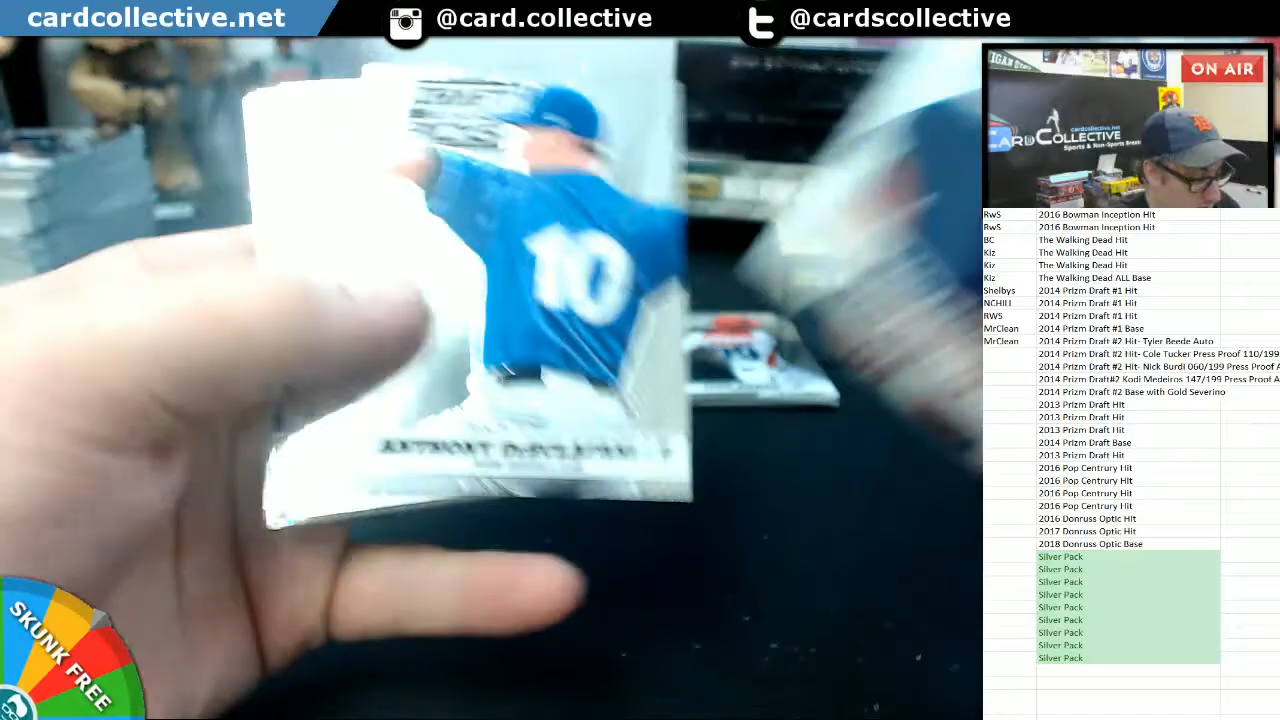 cardcollective.net
@card.collective
@cardscollective
ON AIR
cardcollective.net
CARDCOLLECTIVE
Sports & Non-Sports Break
10
ANTHONY
SKUNK FREE
RwS 2016 Bowman Inception Hit
RwS 2016 Bowman Inception Hit
BC The Walking Dead Hit
Kiz The Walking Dead Hit
Kiz The Walking Dead Hit
Kiz The Walking Dead ALL Base
Shelbys 2014 Prizm Draft #1 Hit
NCHILL 2014 Prizm Draft #1 Hit
RWS 2014 Prizm Draft #1 Hit
MrClean 2014 Prizm Draft #1 Base
MrClean 2014 Prizm Draft #2 Hit- Tyler Beede Auto
2014 Prizm Draft #2 Hit- Cole Tucker Press Proof 110/199
2014 Prizm Draft #2 Hit- Nick Burdi 060/199 Press Proof A
2014 Prizm Draft#2 Kodi Medeiros 147/199 Press Proof A
2014 Prizm Draft #2 Base with Gold Severino
2013 Prizm Draft Hit
2013 Prizm Draft Hit
2013 Prizm Draft Hit
2014 Prizm Draft Base
2013 Prizm Draft Hit
2016 Pop Centrury Hit
2016 Pop Centrury Hit
2016 Pop Centrury Hit
2016 Pop Centrury Hit
2016 Donruss Optic Hit
2017 Donruss Optic Hit
2018 Donruss Optic Base
Silver Pack
Silver Pack
Silver Pack
Silver Pack
Silver Pack
Silver Pack
Silver Pack
Silver Pack
Silver Pack